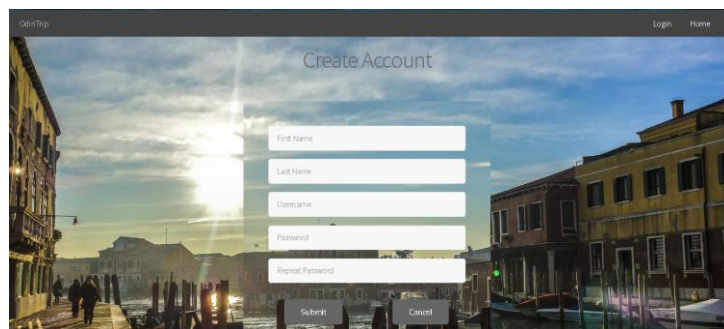 OdinTrip
Login Home
Create Account
First Name
Last Name
Username
Password
Repeat Password
Submit Cancel